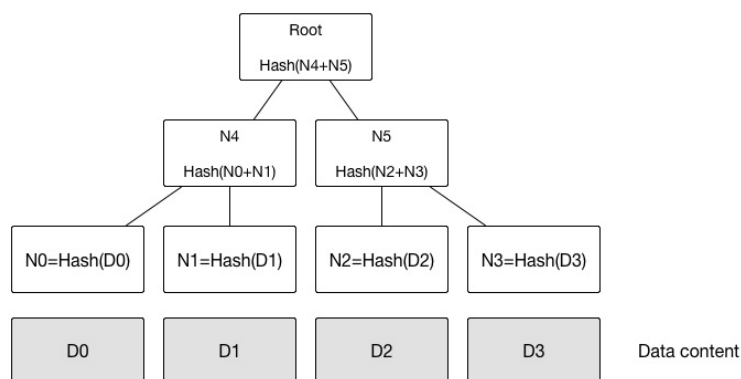 Root
Hash(N4+N5)
N4
Hash(N0+N1)
N5
Hash(N2+N3)
N0=Hash(D0)
N1=Hash(D1)
N2=Hash(D2)
N3=Hash(D3)
D0
D1
D2
D3
Data content